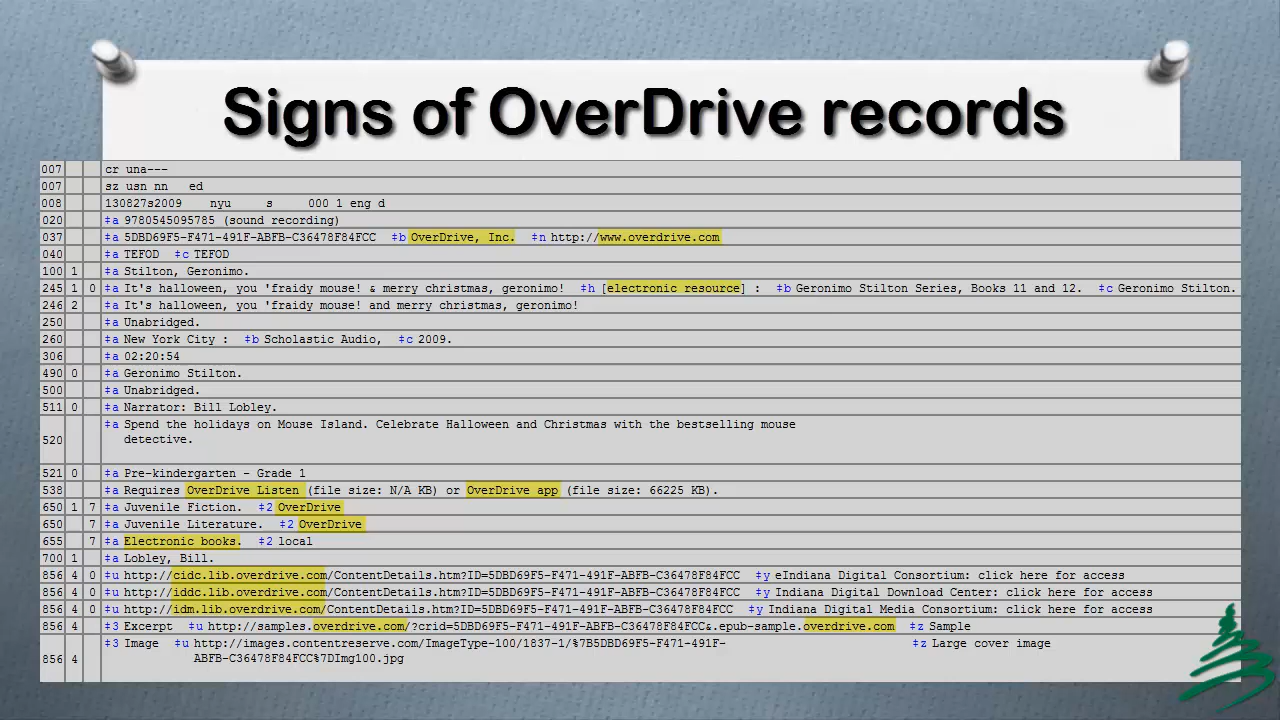 Signs of OverDrive records
007 cr una---
007 sz usn nn ed
008 130827s2009 nyu s 000 1 eng d
020 ‡a 9780545095785 (sound recording)
037 ‡a 5DBD69F5-F471-491F-ABFB-C36478F84FCC ‡b OverDrive, Inc. ‡n http://www.overdrive.com
040 ‡a TEFOD ‡c TEFOD
100 1 ‡a Stilton, Geronimo.
245 1 0 ‡a It's halloween, you 'fraidy mouse! & merry christmas, geronimo! ‡h [electronic resource] : ‡b Geronimo Stilton Series, Books 11 and 12. ‡c Geronimo Stilton.
246 2 ‡a It's halloween, you 'fraidy mouse! and merry christmas, geronimo!
250 ‡a Unabridged.
260 ‡a New York City : ‡b Scholastic Audio, ‡c 2009.
306 ‡a 02:20:54
490 0 ‡a Geronimo Stilton.
500 ‡a Unabridged.
511 0 ‡a Narrator: Bill Lobley.
520 ‡a Spend the holidays on Mouse Island. Celebrate Halloween and Christmas with the bestselling mouse
detective.
521 0 ‡a Pre-kindergarten - Grade 1
538 ‡a Requires OverDrive Listen (file size: N/A KB) or OverDrive app (file size: 66225 KB).
650 1 7 ‡a Juvenile Fiction. ‡2 OverDrive
650 7 ‡a Juvenile Literature. ‡2 OverDrive
655 7 ‡a Electronic books. ‡2 local
700 1 ‡a Lobley, Bill.
856 4 0 ‡u http://cidc.lib.overdrive.com/ContentDetails.htm?ID=5DBD69F5-F471-491F-ABFB-C36478F84FCC ‡y eIndiana Digital Consortium: click here for access
856 4 0 ‡u http://iddc.lib.overdrive.com/ContentDetails.htm?ID=5DBD69F5-F471-491F-ABFB-C36478F84FCC ‡y Indiana Digital Download Center: click here for access
856 4 0 ‡u http://idm.lib.overdrive.com/ContentDetails.htm?ID=5DBD69F5-F471-491F-ABFB-C36478F84FCC ‡y Indiana Digital Media Consortium: click here for access
856 4 ‡3 Excerpt ‡u http://samples.overdrive.com/?crid=5DBD69F5-F471-491F-ABFB-C36478F84FCC&.epub-sample.overdrive.com ‡z Sample
856 4 ‡3 Image ‡u http://images.contentreserve.com/ImageType-100/1837-1/%7B5DBD69F5-F471-491F- ‡z Large cover image
ABFB-C36478F84FCC%7DImg100.jpg